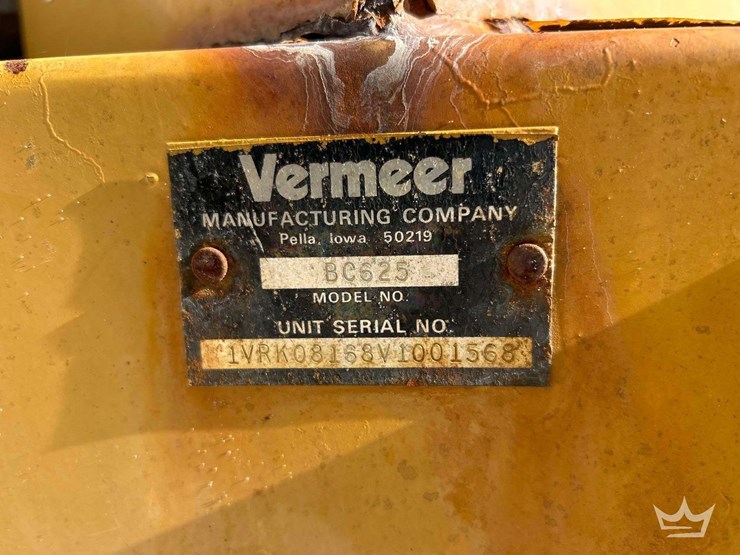 Vermeer
MANUFACTURING COMPANY
Pella, Iowa 50219
BC625
MODEL NO.
UNIT SERIAL NO.
1VRK08168V1001568